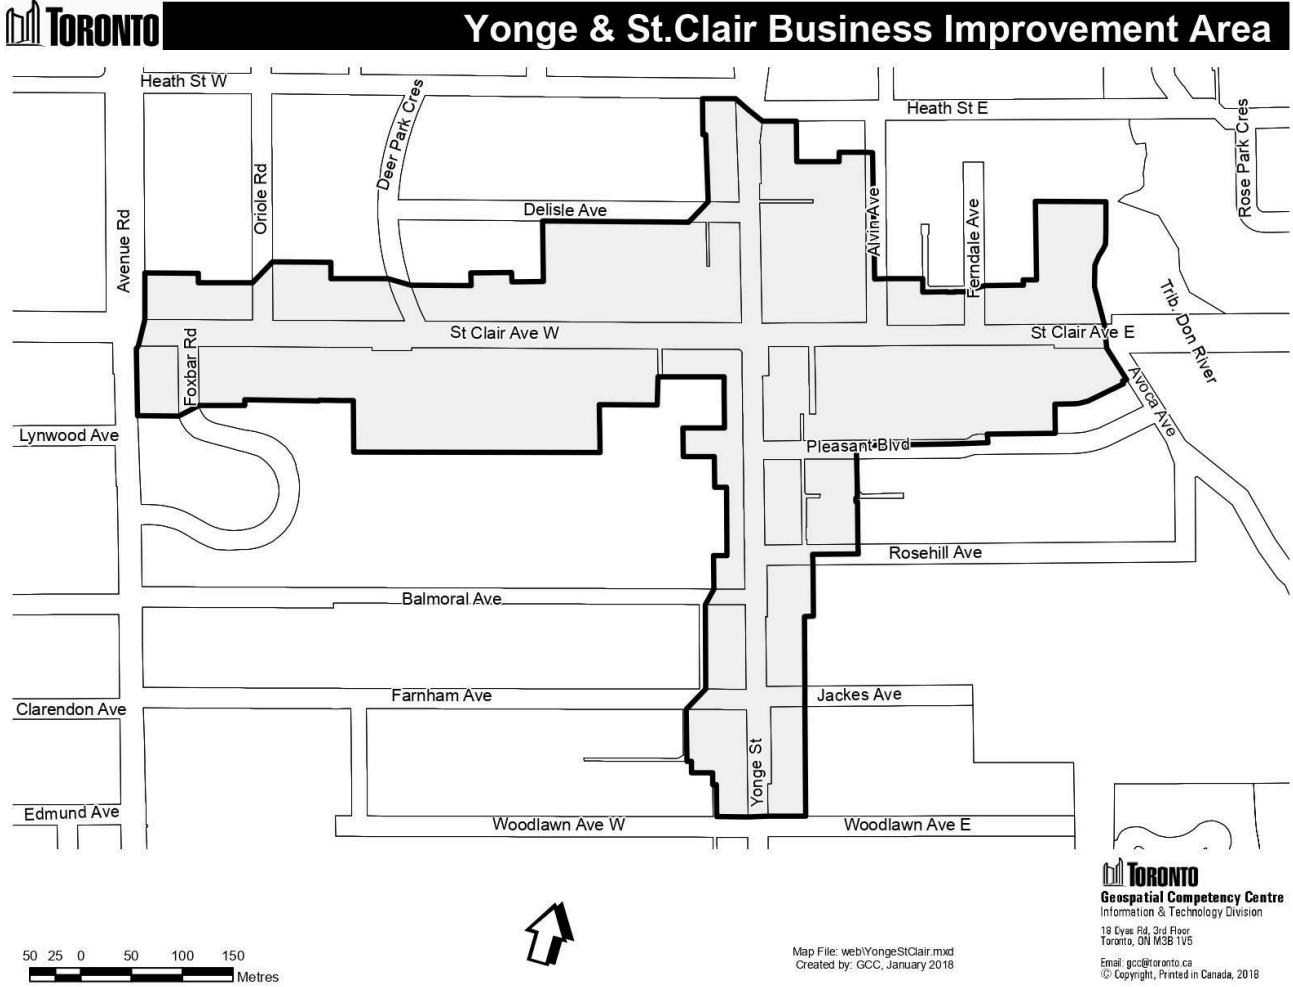 TORONTO
Yonge & St.Clair Business Improvement Area
Heath St W
Heath St E
Deer Park Cres
Rose Park Cres
Oriole Rd
Avenue Rd
Delisle Ave
Alvin Ave
Ferndale Ave
Trib. Don River
St Clair Ave W
St Clair Ave E
Foxbar Rd
Avoca Ave
Lynwood Ave
Pleasant Blvd
Rosehill Ave
Balmoral Ave
Farnham Ave
Jackes Ave
Clarendon Ave
Yonge St
Edmund Ave
Woodlawn Ave W
Woodlawn Ave E
TORONTO
Geospatial Competency Centre
Information & Technology Division
18 Dyas Rd, 3rd Floor
Toronto, ON M3B 1V5
Email: gcc@toronto.ca
© Copyright, Printed in Canada, 2018
Map File: web\YongeStClair.mxd
Created by: GCC, January 2018
50 25 0 50 100 150
Metres